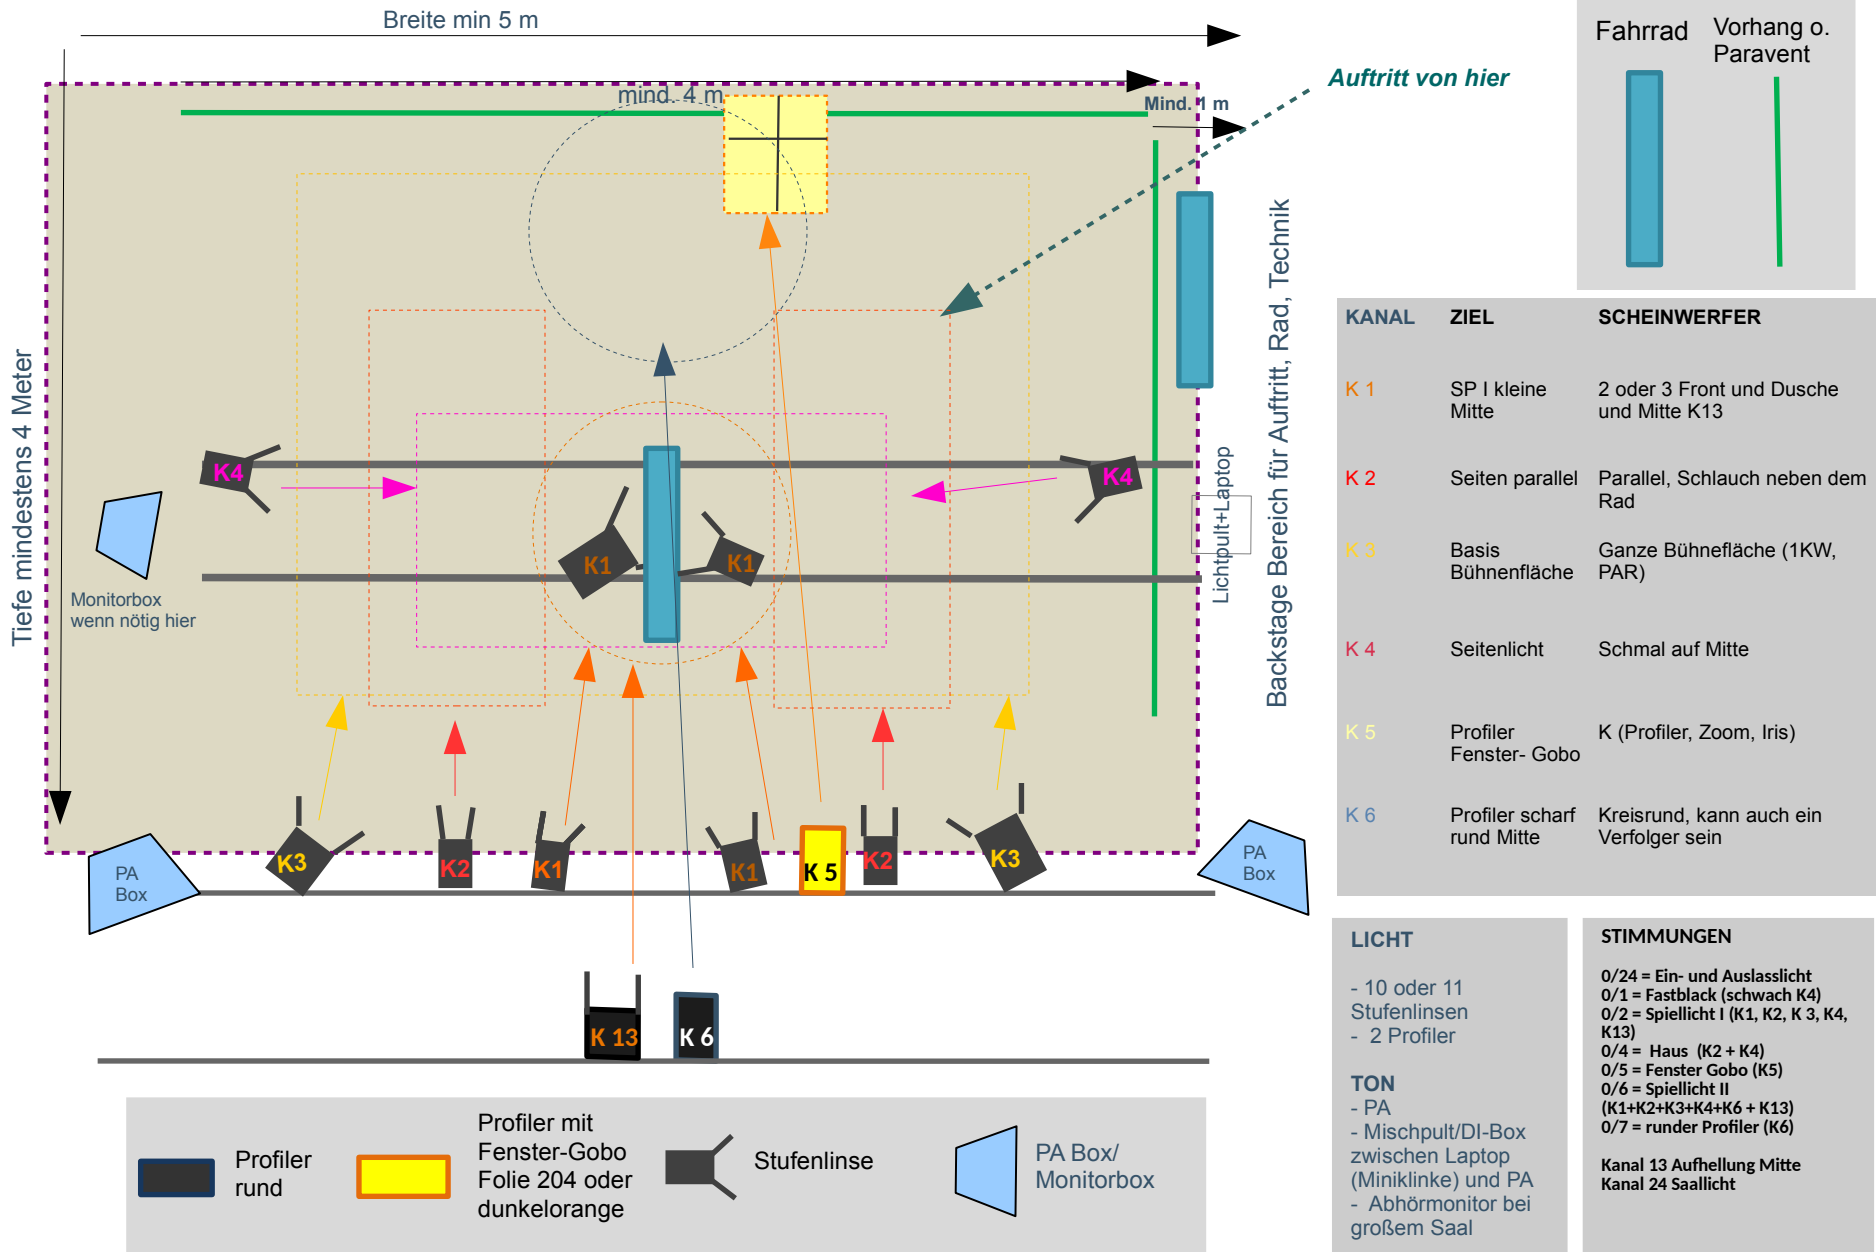 Breite min 5 m
Fahrrad
Vorhang o.
Paravent
Auftritt von hier
mind. 4 m
Mind. 1 m
Tiefe mindestens 4 Meter
Backstage Bereich für Auftritt, Rad, Technik
Lichtpult+Laptop
K4
K4
K1
K1
Monitorbox
wenn nötig hier
PA
Box
K3
K2
K1
K1
K 5
K2
K3
PA
Box
K 13
K 6
KANAL ZIEL SCHEINWERFER
K 1 SP I kleine 2 oder 3 Front und Dusche
Mitte und Mitte K13
K 2 Seiten parallel Parallel, Schlauch neben dem
Rad
K 3 Basis Ganze Bühnefläche (1KW,
Bühnenfläche PAR)
K 4 Seitenlicht Schmal auf Mitte
K 5 Profiler K (Profiler, Zoom, Iris)
Fenster- Gobo
K 6 Profiler scharf Kreisrund, kann auch ein
rund Mitte Verfolger sein
LICHT
- 10 oder 11
Stufenlinsen
- 2 Profiler
TON
- PA
- Mischpult/DI-Box
zwischen Laptop
(Miniklinke) und PA
- Abhörmonitor bei
großem Saal
STIMMUNGEN
0/24 = Ein- und Auslasslicht
0/1 = Fastblack (schwach K4)
0/2 = Spiellicht I (K1, K2, K 3, K4,
K13)
0/4 = Haus (K2 + K4)
0/5 = Fenster Gobo (K5)
0/6 = Spiellicht II
(K1+K2+K3+K4+K6 + K13)
0/7 = runder Profiler (K6)
Kanal 13 Aufhellung Mitte
Kanal 24 Saallicht
Profiler
rund
Profiler mit
Fenster-Gobo
Folie 204 oder
dunkelorange
Stufenlinse
PA Box/
Monitorbox